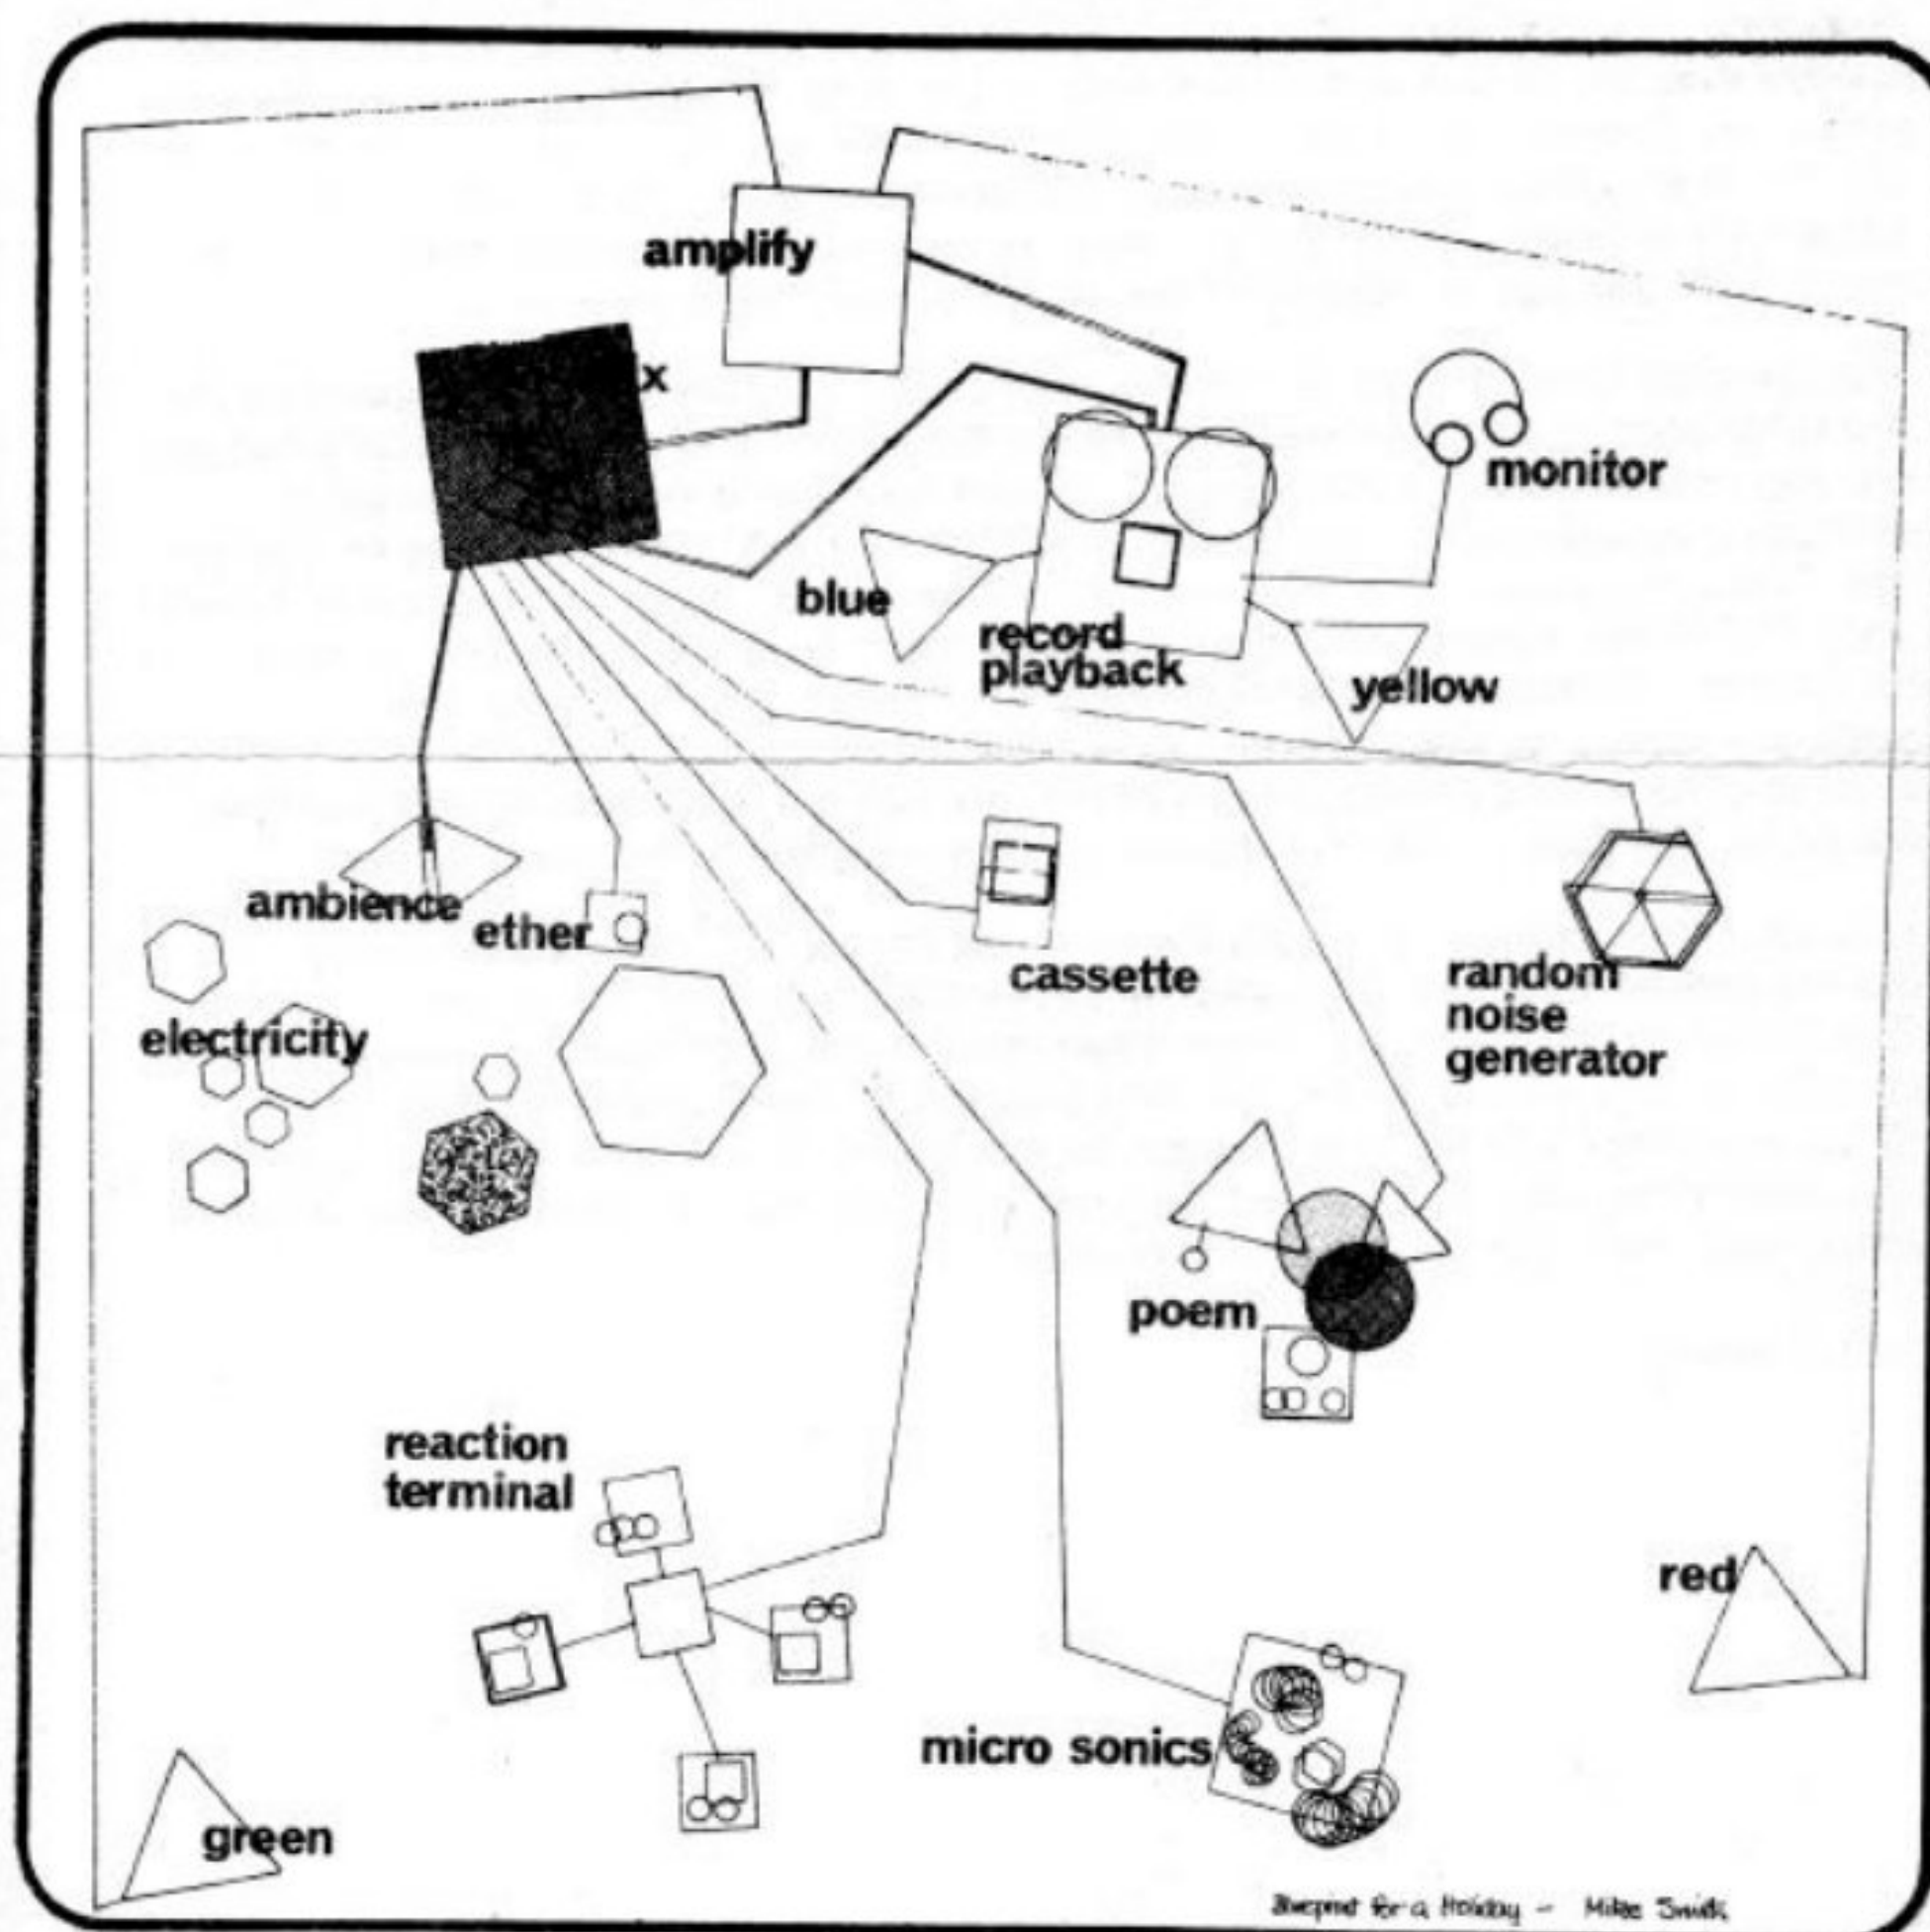 amplify
x
monitor
blue
record
playback
yellow
ambience
ether
cassette
random
noise
generator
electricity
poem
reaction
terminal
red
micro sonics
green
Blueprint for a Holiday - Mike Smith